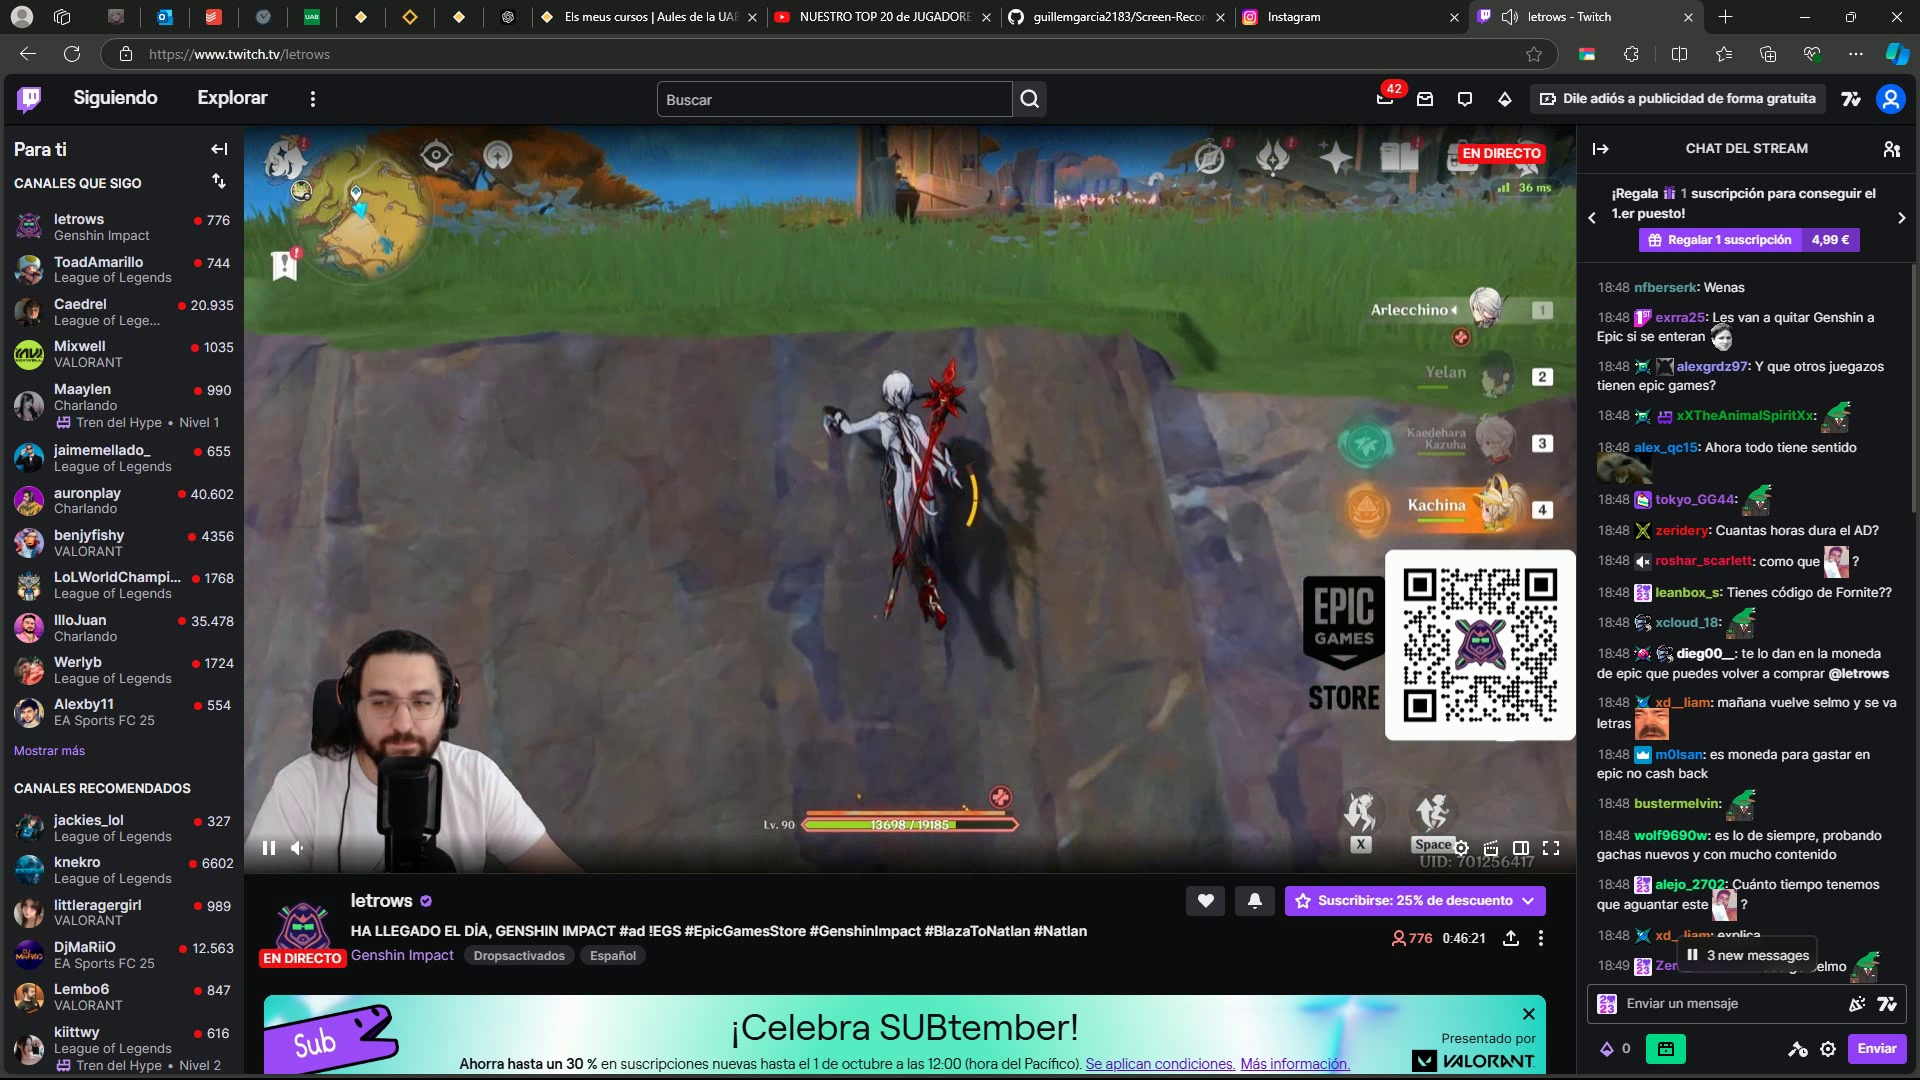 UAB
Els meus cursos | Aules de la UAB
NUESTRO TOP 20 de JUGADORE
guillemgarcia2183/Screen-Recor
Instagram
letrows - Twitch
https://www.twitch.tv/letrows
Siguiendo
Explorar
Buscar
42
Dile adiós a publicidad de forma gratuita
Para ti
CANALES QUE SIGO
letrows
776
Genshin Impact
ToadAmarillo
744
League of Legends
Caedrel
20.935
League of Lege...
Mixwell
1035
VALORANT
Maaylen
990
Charlando
Tren del Hype • Nivel 1
jaimemellado_
655
League of Legends
auronplay
40.602
Charlando
benjyfishy
4356
VALORANT
LoLWorldChampi...
1768
League of Legends
IlloJuan
35.478
Charlando
Werlyb
1724
League of Legends
Alexby11
554
EA Sports FC 25
Mostrar más
CANALES RECOMENDADOS
jackies_lol
327
League of Legends
knekro
6602
League of Legends
littleragergirl
989
VALORANT
DjMaRiiO
12.563
EA Sports FC 25
Lembo6
847
VALORANT
kiittwy
616
League of Legends
Tren del Hype • Nivel 2
N
EN DIRECTO
36 ms
Arlecchino
1
Yelan
2
Kaedehara
Kazuha
3
Kachina
4
EPIC
GAMES
STORE
Lv. 90
13698 / 19185
X
Space
UID: 701256417
letrows
Suscribirse: 25% de descuento
HA LLEGADO EL DÍA, GENSHIN IMPACT #ad !EGS #EpicGamesStore #GenshinImpact #BlazaToNatlan #Natlan
776
0:46:21
EN DIRECTO
Genshin Impact
Dropsactivados
Español
Sub
¡Celebra SUBtember!
Ahorra hasta un 30 % en suscripciones nuevas hasta el 1 de octubre a las 12:00 (hora del Pacífico). Se aplican condiciones. Más información.
Presentado por
VALORANT
CHAT DEL STREAM
¡Regala 1 suscripción para conseguir el
1.er puesto!
Regalar 1 suscripción
4,99 €
18:48 nfberserk: Wenas
18:48 1ST exrra25: Les van a quitar Genshin a
Epic si se enteran
18:48 alexgrdz97: Y que otros juegazos
tienen epic games?
18:48 xXTheAnimalSpiritXx:
18:48 alex_qc15: Ahora todo tiene sentido
18:48 tokyo_GG44:
18:48 zeridery: Cuantas horas dura el AD?
18:48 roshar_scarlett: como que ?
18:48 leanbox_s: Tienes código de Fornite??
18:48 xcloud_18:
18:48 dieg00__: te lo dan en la moneda
de epic que puedes volver a comprar @letrows
18:48 xd__liam: mañana vuelve selmo y se va
letras
18:48 m0lsan: es moneda para gastar en
epic no cash back
18:48 bustermelvin:
18:48 wolf9690w: es lo de siempre, probando
gachas nuevos y con mucho contenido
18:48 alejo_2702: Cuánto tiempo tenemos
que aguantar este ?
18:48 xd__liam: explica
18:49 Zer
3 new messages
elmo
Enviar un mensaje
0
Enviar